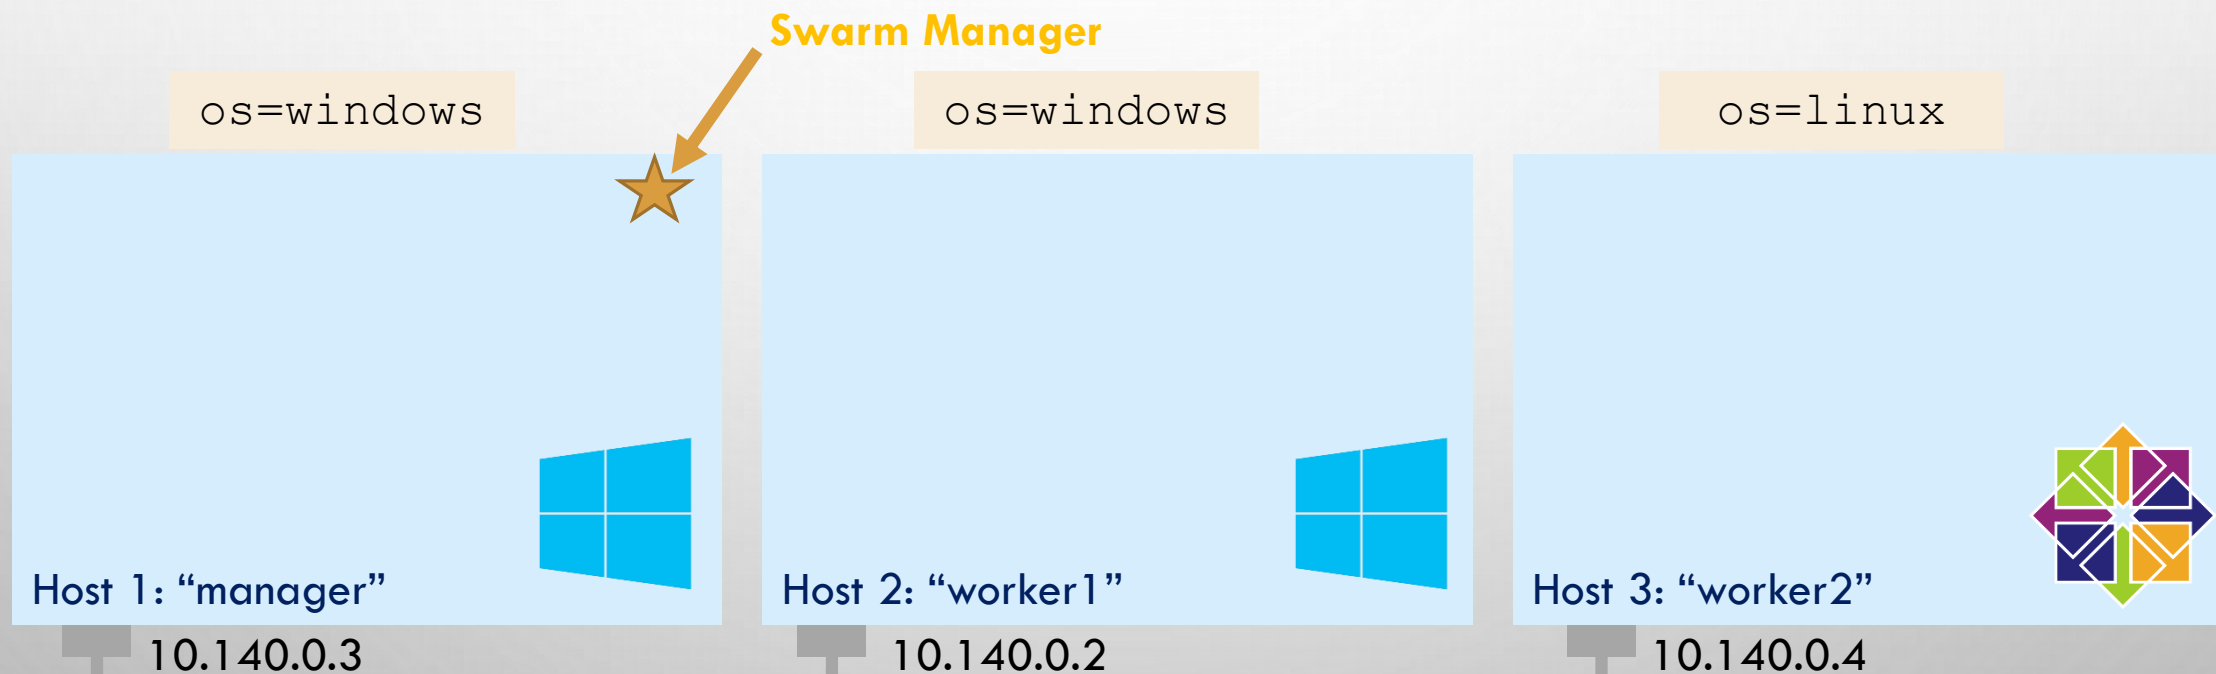 Swarm Manager
os=windows
os=windows
os=linux
Host 1: “manager”
Host 2: “worker1”
Host 3: “worker2”
10.140.0.3
10.140.0.2
10.140.0.4